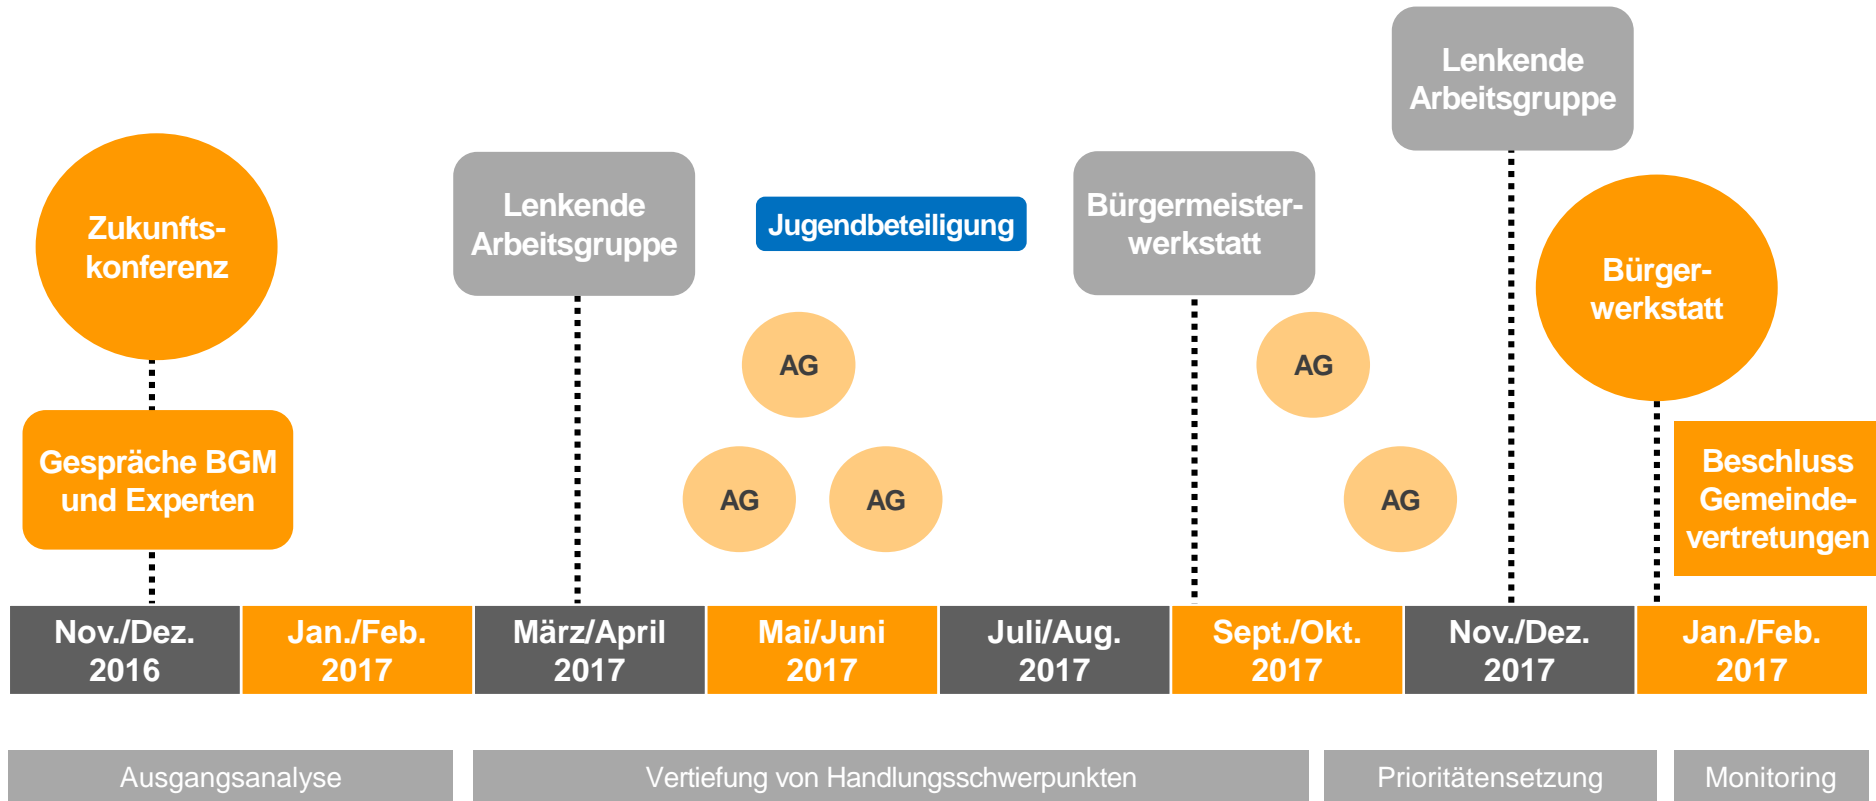 Lenkende
Arbeitsgruppe
Zukunfts-
konferenz
Lenkende
Arbeitsgruppe
Jugendbeteiligung
Bürgermeister-
werkstatt
Bürger-
werkstatt
AG
AG
AG
AG
AG
Gespräche BGM
und Experten
Beschluss
Gemeinde-
vertretungen
Nov./Dez.
2016
Jan./Feb.
2017
März/April
2017
Mai/Juni
2017
Juli/Aug.
2017
Sept./Okt.
2017
Nov./Dez.
2017
Jan./Feb.
2017
Ausgangsanalyse
Vertiefung von Handlungsschwerpunkten
Prioritätensetzung
Monitoring